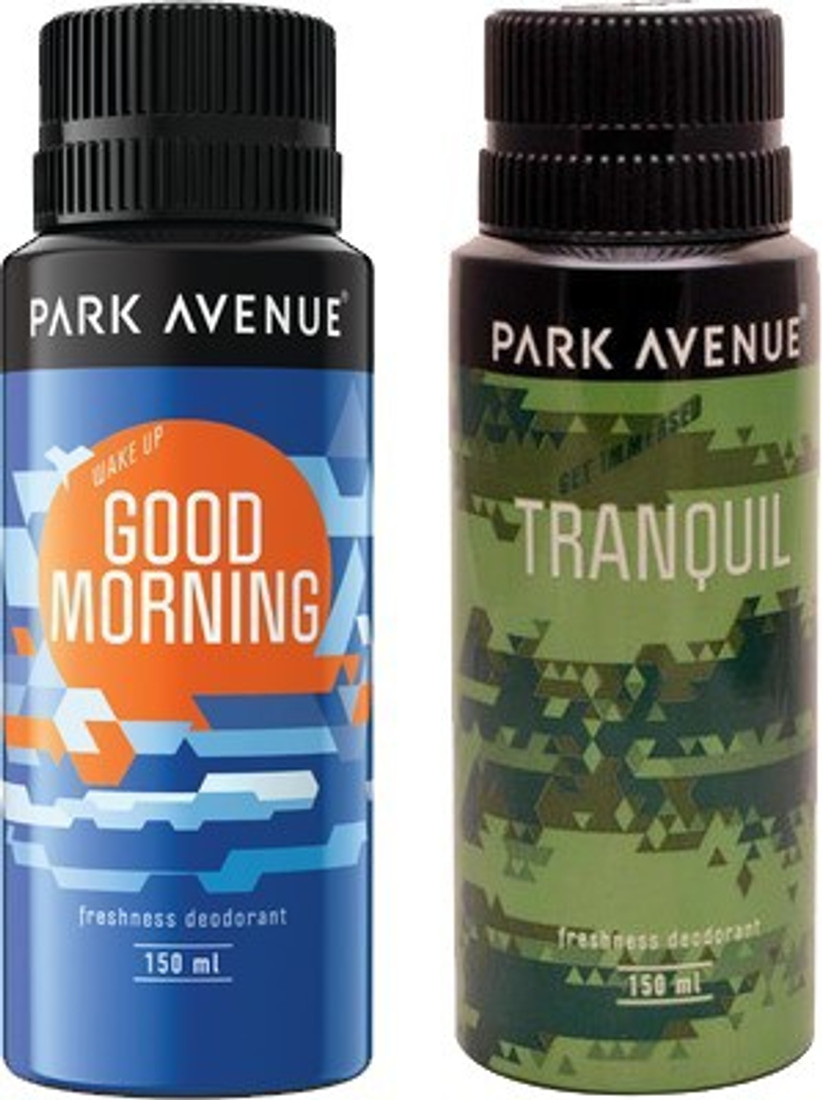 PARK AVENUE®
WAKE UP
GOOD
MORNING
freshness deodorant
150 ml
PARK AVENUE®
GET IMMERSED
TRANQUIL
freshness deodorant
150 ml